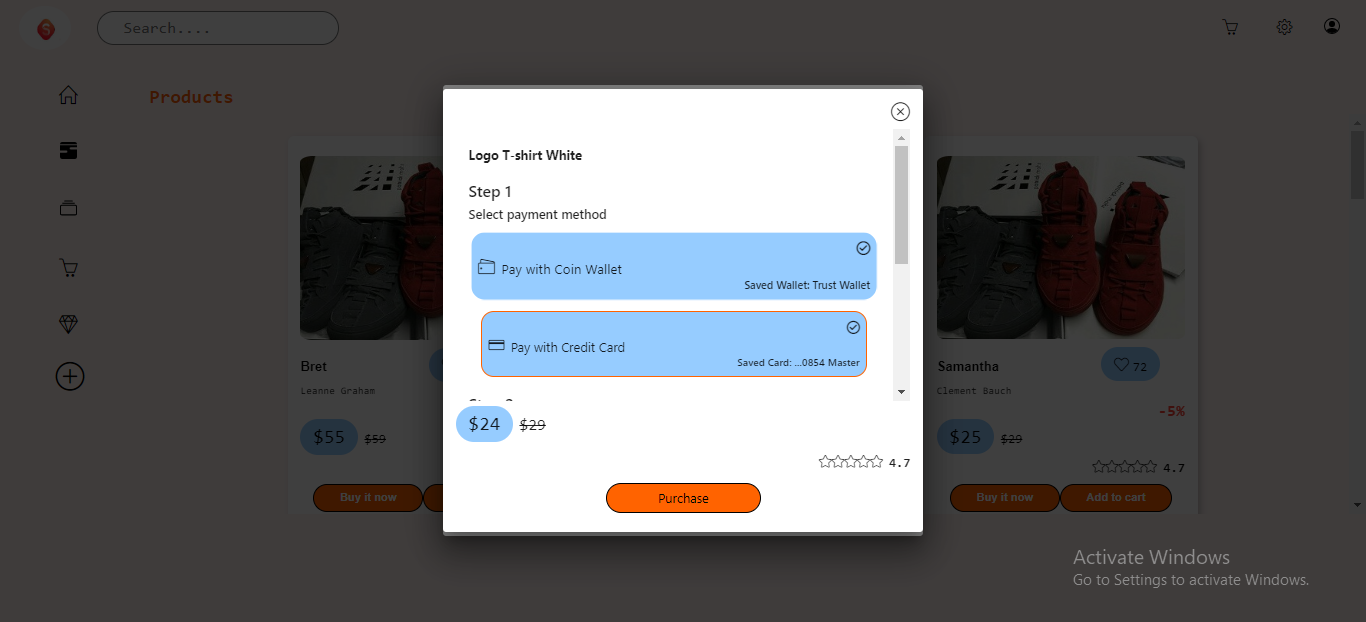 S
Search....
Products
Logo T-shirt White
Step 1
Select payment method
Pay with Coin Wallet
Saved Wallet: Trust Wallet
Pay with Credit Card
Saved Card: ...0854 Master
$24 $29
4.7
Purchase
Bret
Leanne Graham
$55 $59
Buy it now
Samantha
72
Clement Bauch
-5%
$25 $29
4.7
Buy it now
Add to cart
Activate Windows
Go to Settings to activate Windows.